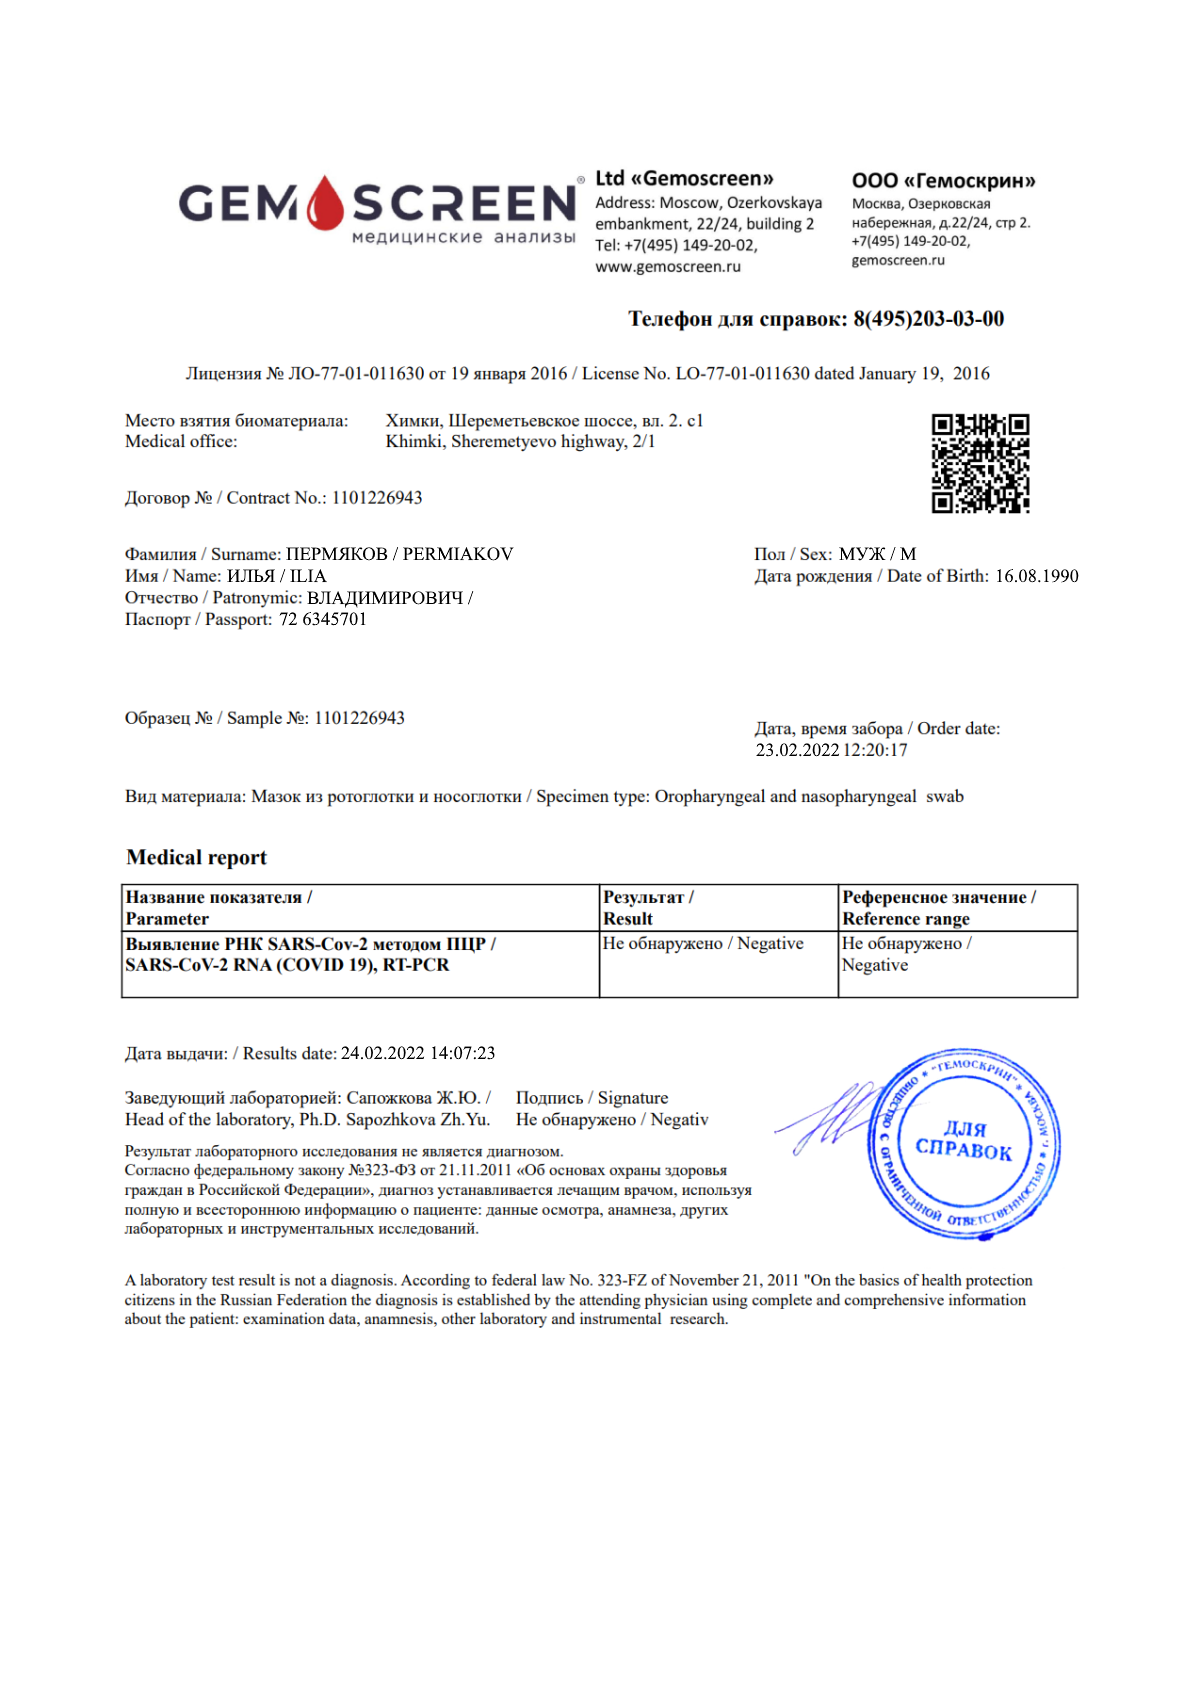 GEMOSCREEN®
медицинские анализы
Ltd «Gemoscreen»
Address: Moscow, Ozerkovskaya
embankment, 22/24, building 2
Tel: +7(495) 149-20-02,
www.gemoscreen.ru
ООО «Гемоскрин»
Москва, Озерковская
набережная, д.22/24, стр 2.
+7(495) 149-20-02,
gemoscreen.ru
Телефон для справок: 8(495)203-03-00
Лицензия № ЛО-77-01-011630 от 19 января 2016 / License No. LO-77-01-011630 dated January 19, 2016
Место взятия биоматериала: Химки, Шереметьевское шоссе, вл. 2. с1
Medical office: Khimki, Sheremetyevo highway, 2/1
Договор № / Contract No.: 1101226943
Фамилия / Surname: ПЕРМЯКОВ / PERMIAKOV
Имя / Name: ИЛЬЯ / ILIA
Отчество / Patronymic: ВЛАДИМИРОВИЧ /
Паспорт / Passport: 72 6345701
Пол / Sex: МУЖ / M
Дата рождения / Date of Birth: 16.08.1990
Образец № / Sample №: 1101226943
Дата, время забора / Order date:
23.02.2022 12:20:17
Вид материала: Мазок из ротоглотки и носоглотки / Specimen type: Oropharyngeal and nasopharyngeal swab
Medical report
Название показателя /
Parameter
Результат /
Result
Референсное значение /
Reference range
Выявление РНК SARS-Cov-2 методом ПЦР /
SARS-CoV-2 RNA (COVID 19), RT-PCR
Не обнаружено / Negative
Не обнаружено /
Negative
Дата выдачи: / Results date: 24.02.2022 14:07:23
Заведующий лабораторией: Сапожкова Ж.Ю. /
Head of the laboratory, Ph.D. Sapozhkova Zh.Yu.
Подпись / Signature
Не обнаружено / Negativ
Результат лабораторного исследования не является диагнозом.
Согласно федеральному закону №323-ФЗ от 21.11.2011 «Об основах охраны здоровья
граждан в Российской Федерации», диагноз устанавливается лечащим врачом, используя
полную и всестороннюю информацию о пациенте: данные осмотра, анамнеза, других
лабораторных и инструментальных исследований.
ОБЩЕСТВО С ОГРАНИЧЕННОЙ ОТВЕТСТВЕННОСТЬЮ * Г. МОСКВА * "ГЕМОСКРИН" *
ДЛЯ
СПРАВОК
A laboratory test result is not a diagnosis. According to federal law No. 323-FZ of November 21, 2011 "On the basics of health protection
citizens in the Russian Federation the diagnosis is established by the attending physician using complete and comprehensive information
about the patient: examination data, anamnesis, other laboratory and instrumental research.